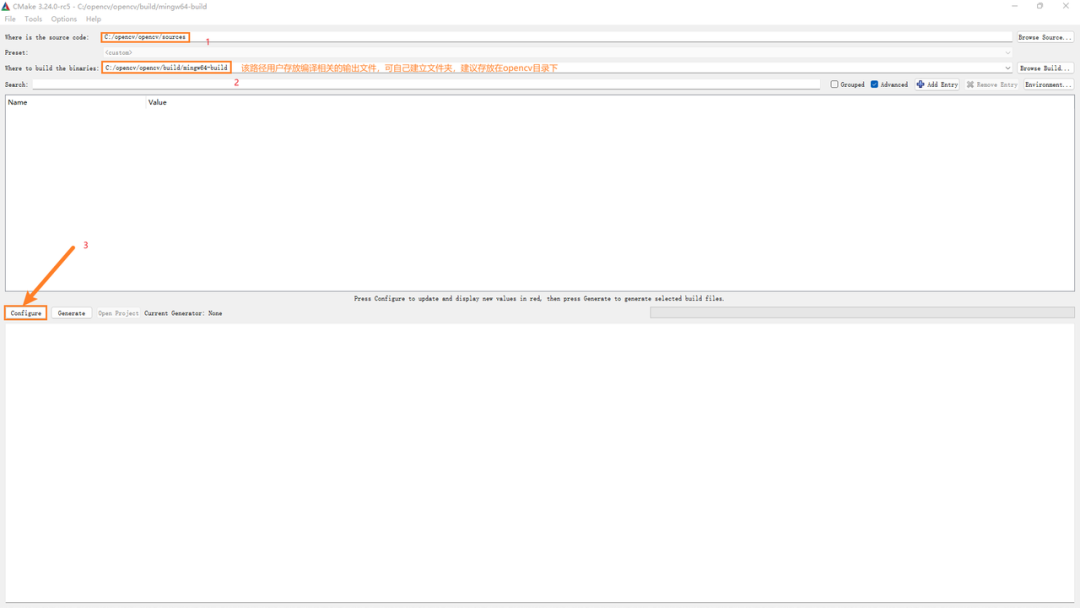 CMake 3.24.0-rc5 - C:/opencv/opencv/build/mingw64-build
File Tools Options Help
Where is the source code: C:/opencv/opencv/sources Browse Source...
1
Preset: <custom>
Where to build the binaries: C:/opencv/opencv/build/mingw64-build 该路径用户存放编译相关的输出文件，可自己建立文件夹，建议存放在opencv目录下 Browse Build...
2
Search: Grouped Advanced Add Entry Remove Entry Environment...
Name Value
3
Press Configure to update and display new values in red, then press Generate to generate selected build files.
Configure Generate Open Project Current Generator: None